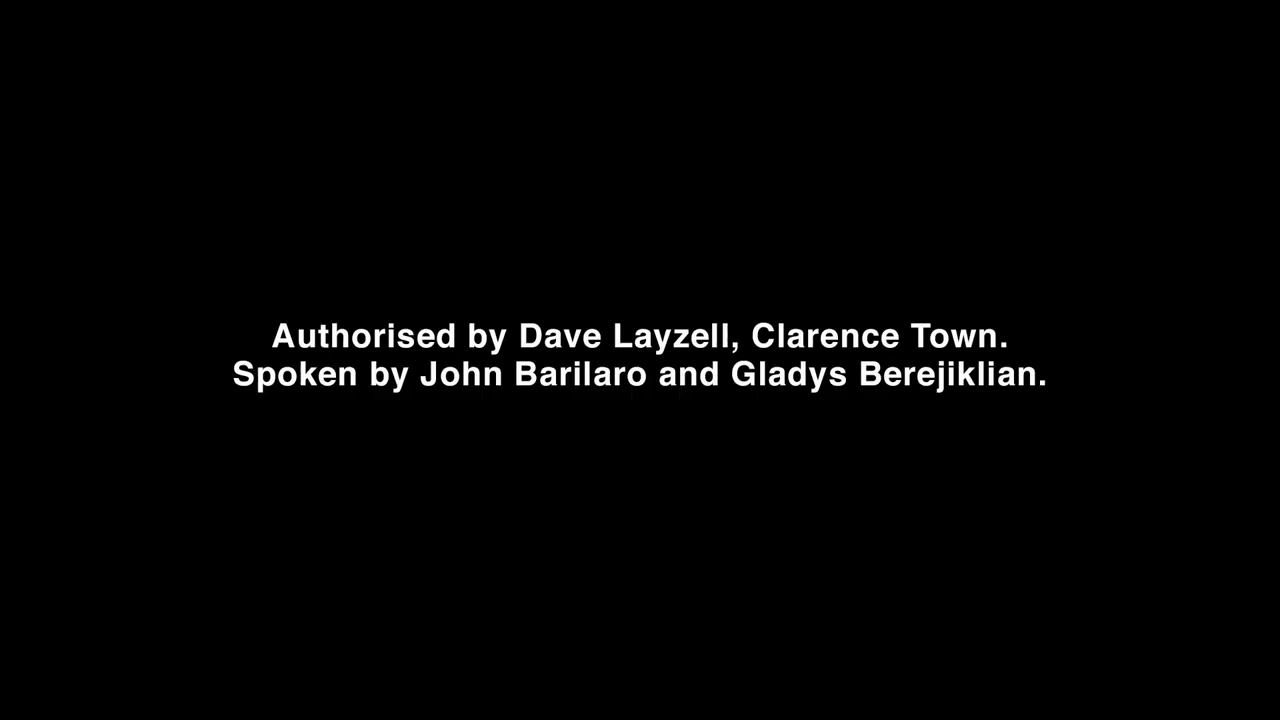 Authorised by Dave Layzell, Clarence Town.
Spoken by John Barilaro and Gladys Berejiklian.